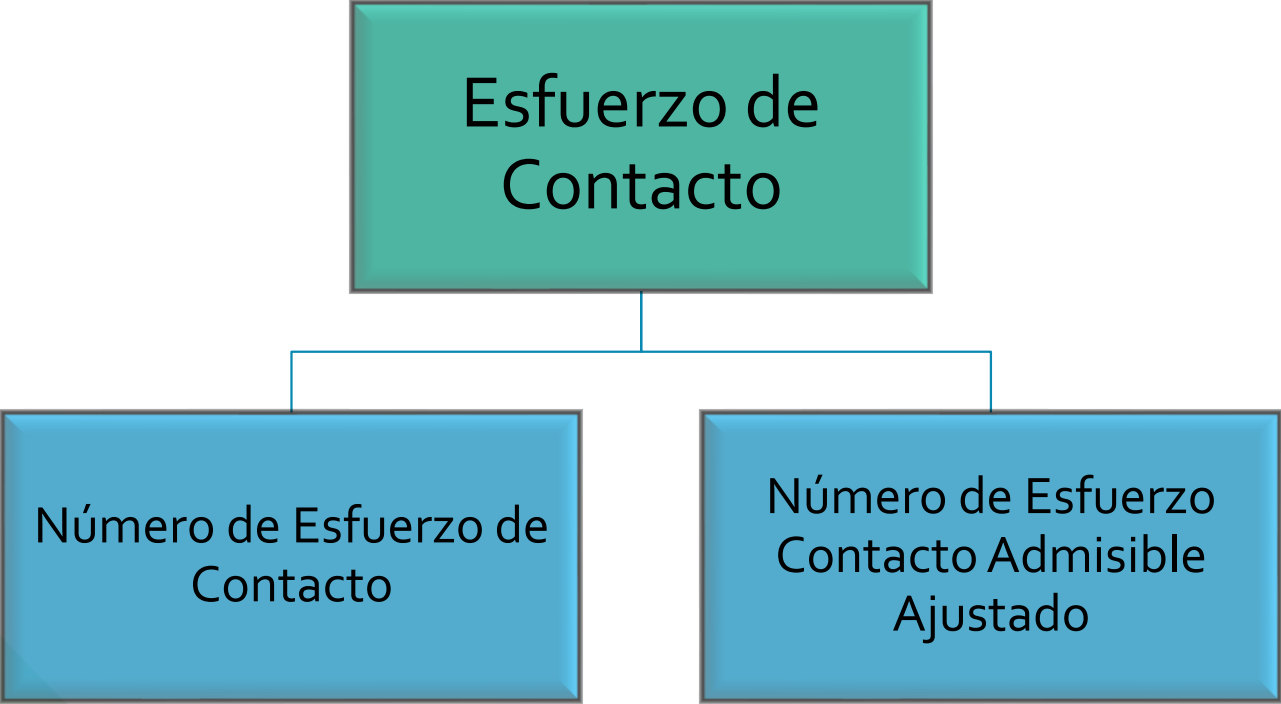 Esfuerzo de
Contacto
Número de Esfuerzo de
Contacto
Número de Esfuerzo
Contacto Admisible
Ajustado